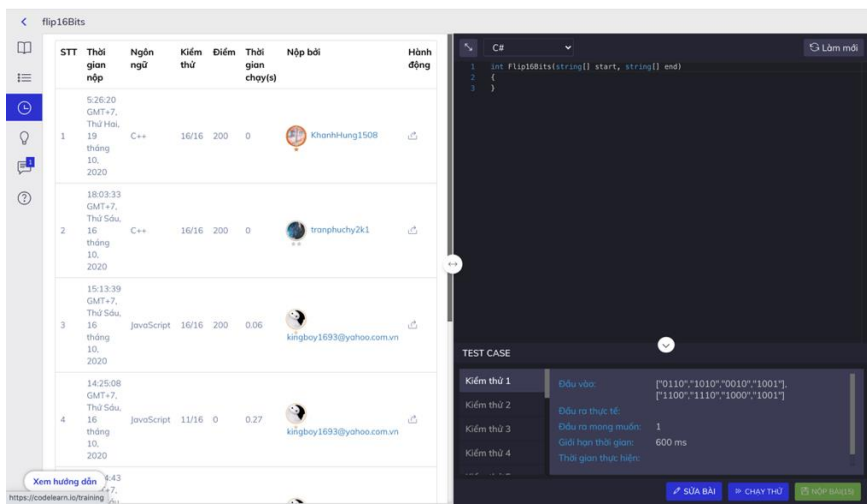 flip16Bits
STT Thời gian nộp Ngôn ngữ Kiểm thử Điểm Thời gian chạy(s) Nộp bởi Hành động
5:26:20
GMT+7,
Thứ Hai,
1 19 C++ 16/16 200 0 KhanhHung1508
tháng
10,
2020
18:03:33
GMT+7,
Thứ Sáu,
2 16 C++ 16/16 200 0 tranphuchy2k1
tháng
10,
2020
15:13:39
GMT+7,
Thứ Sáu,
3 16 JavaScript 16/16 200 0.06 kingboy1693@yahoo.com.vn
tháng
10,
2020
14:25:08
GMT+7,
Thứ Sáu,
4 16 JavaScript 11/16 0 0.27 kingboy1693@yahoo.com.vn
tháng
10,
2020
Xem hướng dẫn
https://codelearn.io/training
1
C#
Làm mới
1 int Flip16Bits(string[] start, string[] end)
2 {
3 }
TEST CASE
Kiểm thử 1
Kiểm thử 2
Kiểm thử 3
Kiểm thử 4
Đầu vào: ["0110","1010","0010","1001"],
["1100","1110","1000","1001"]
Đầu ra thực tế:
Đầu ra mong muốn: 1
Giới hạn thời gian: 600 ms
Thời gian thực hiện:
SỬA BÀI
CHẠY THỬ
NỘP BÀI(15)